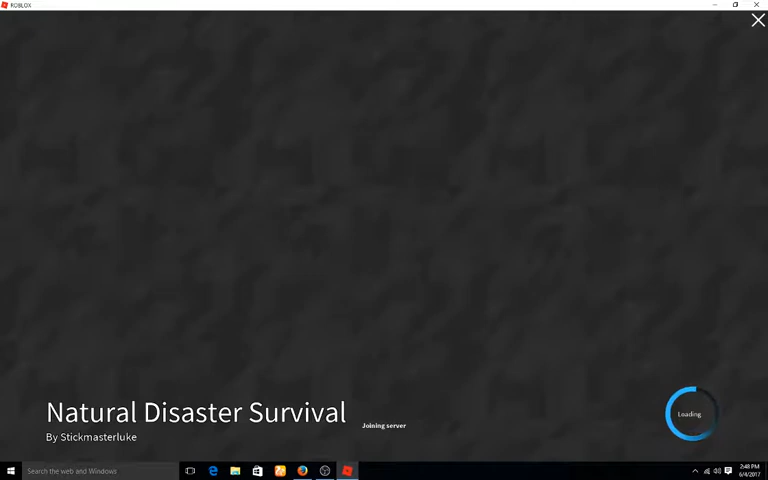 ROBLOX
Natural Disaster Survival
By Stickmasterluke
Joining server
Loading
Search the web and Windows
2:48 PM
6/4/2017